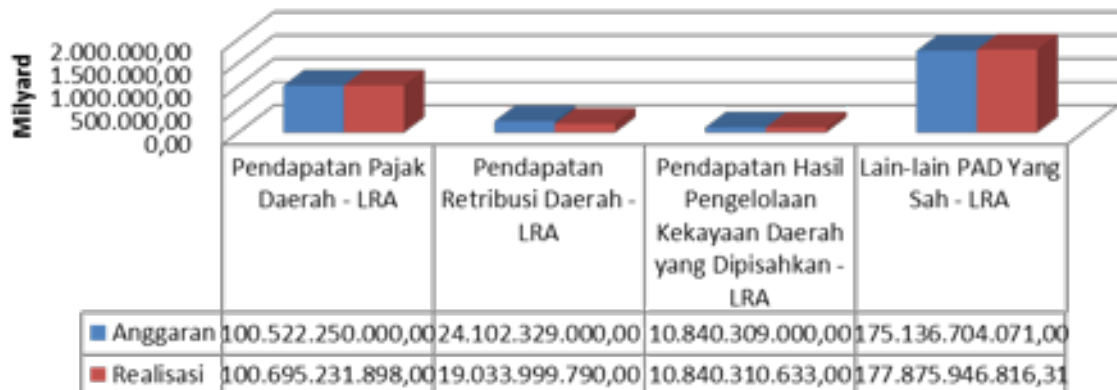 Milyard
2.000.000,00
1.500.000,00
1.000.000,00
500.000,00
0,00
Pendapatan Pajak
Daerah - LRA
Pendapatan
Retribusi Daerah -
LRA
Pendapatan Hasil
Pengelolaan
Kekayaan Daerah
yang Dipisahkan -
LRA
Lain-lain PAD Yang
Sah - LRA
Anggaran 100.522.250.000,00 24.102.329.000,00 10.840.309.000,00 175.136.704.071,00
Realisasi 100.695.231.898,00 19.033.999.790,00 10.840.310.633,00 177.875.946.816,31